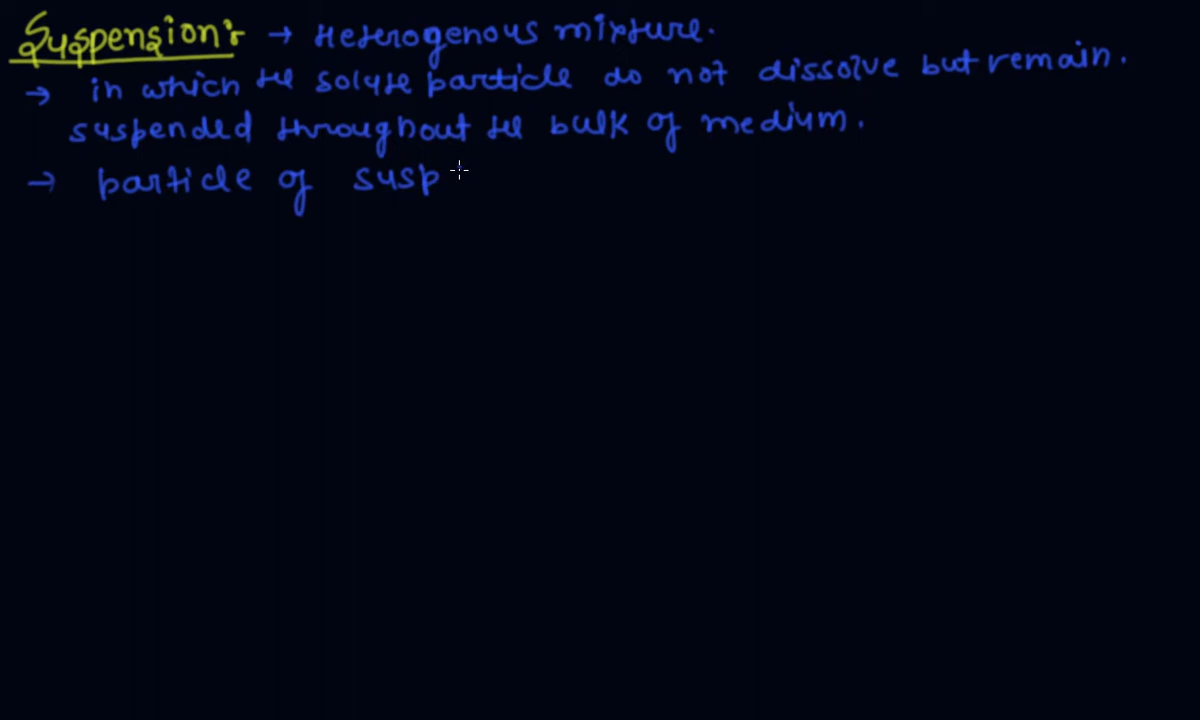 Suspension:- → Heterogenous mixture.
→ in which the solute particle do not dissolve but remain.
suspended throughout the bulk of medium.
→ particle of susp